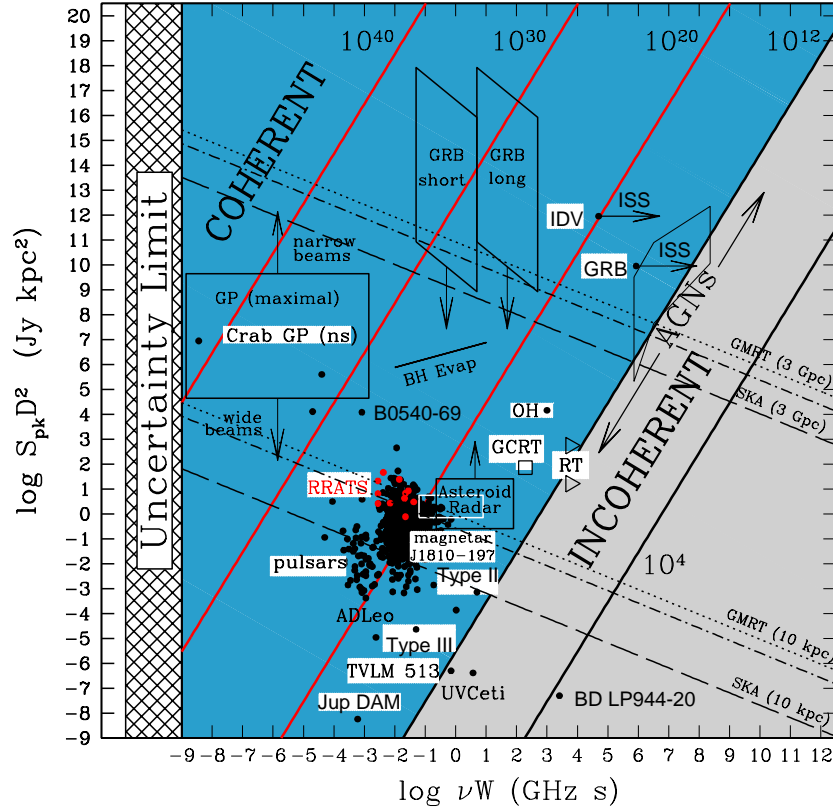 20
19
18
17
16
15
14
13
12
11
10
9
8
7
6
5
4
3
2
1
0
-1
-2
-3
-4
-5
-6
-7
-8
-9
log S_pk D² (Jy kpc²)
Uncertainty Limit
10⁴⁰
10³⁰
10²⁰
10¹²
COHERENT
GRB
short
GRB
long
IDV
ISS
GRB
ISS
AGNs
narrow
beams
GP (maximal)
Crab GP (ns)
BH Evap
GMRT (3 Gpc)
SKA (3 Gpc)
wide
beams
B0540-69
OH
GCRT
RT
INCOHERENT
RRATS
Asteroid
Radar
magnetar
J1810-197
pulsars
Type II
10⁴
ADLeo
Type III
TVLM 513
UVCeti
Jup DAM
BD LP944-20
GMRT (10 kpc)
SKA (10 kpc)
-9 -8 -7 -6 -5 -4 -3 -2 -1 0 1 2 3 4 5 6 7 8 9 10 11 12
log νW (GHz s)